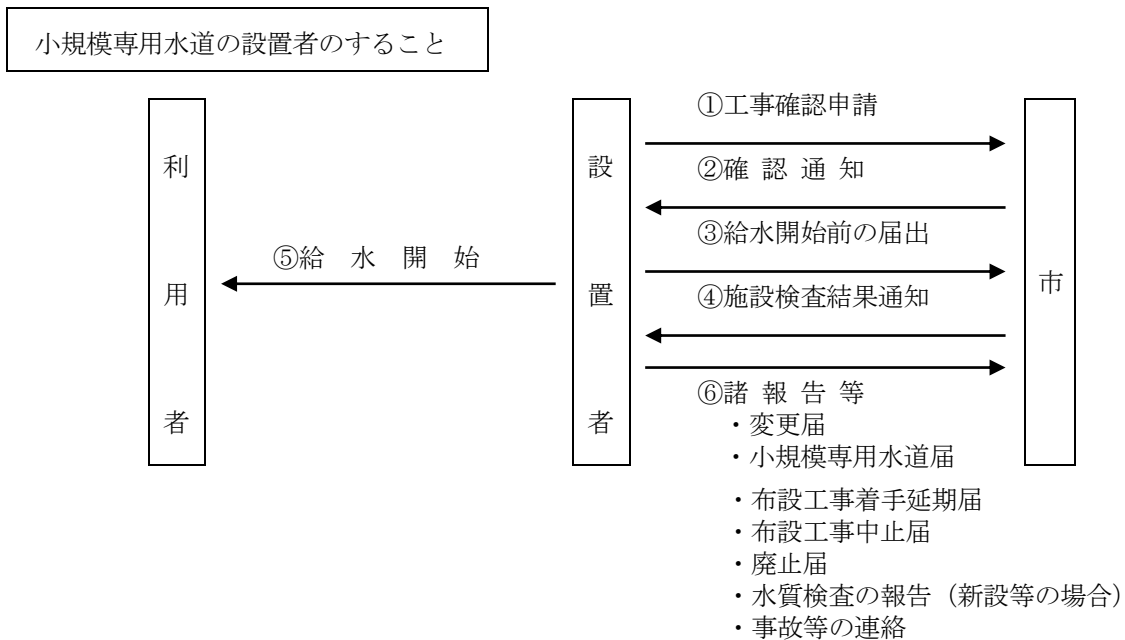 小規模専用水道の設置者のすること
利用者
設置者
市
①工事確認申請
②確 認 通 知
③給水開始前の届出
④施設検査結果通知
⑤給 水 開 始
⑥諸 報 告 等
・変更届
・小規模専用水道届
・布設工事着手延期届
・布設工事中止届
・廃止届
・水質検査の報告（新設等の場合）
・事故等の連絡